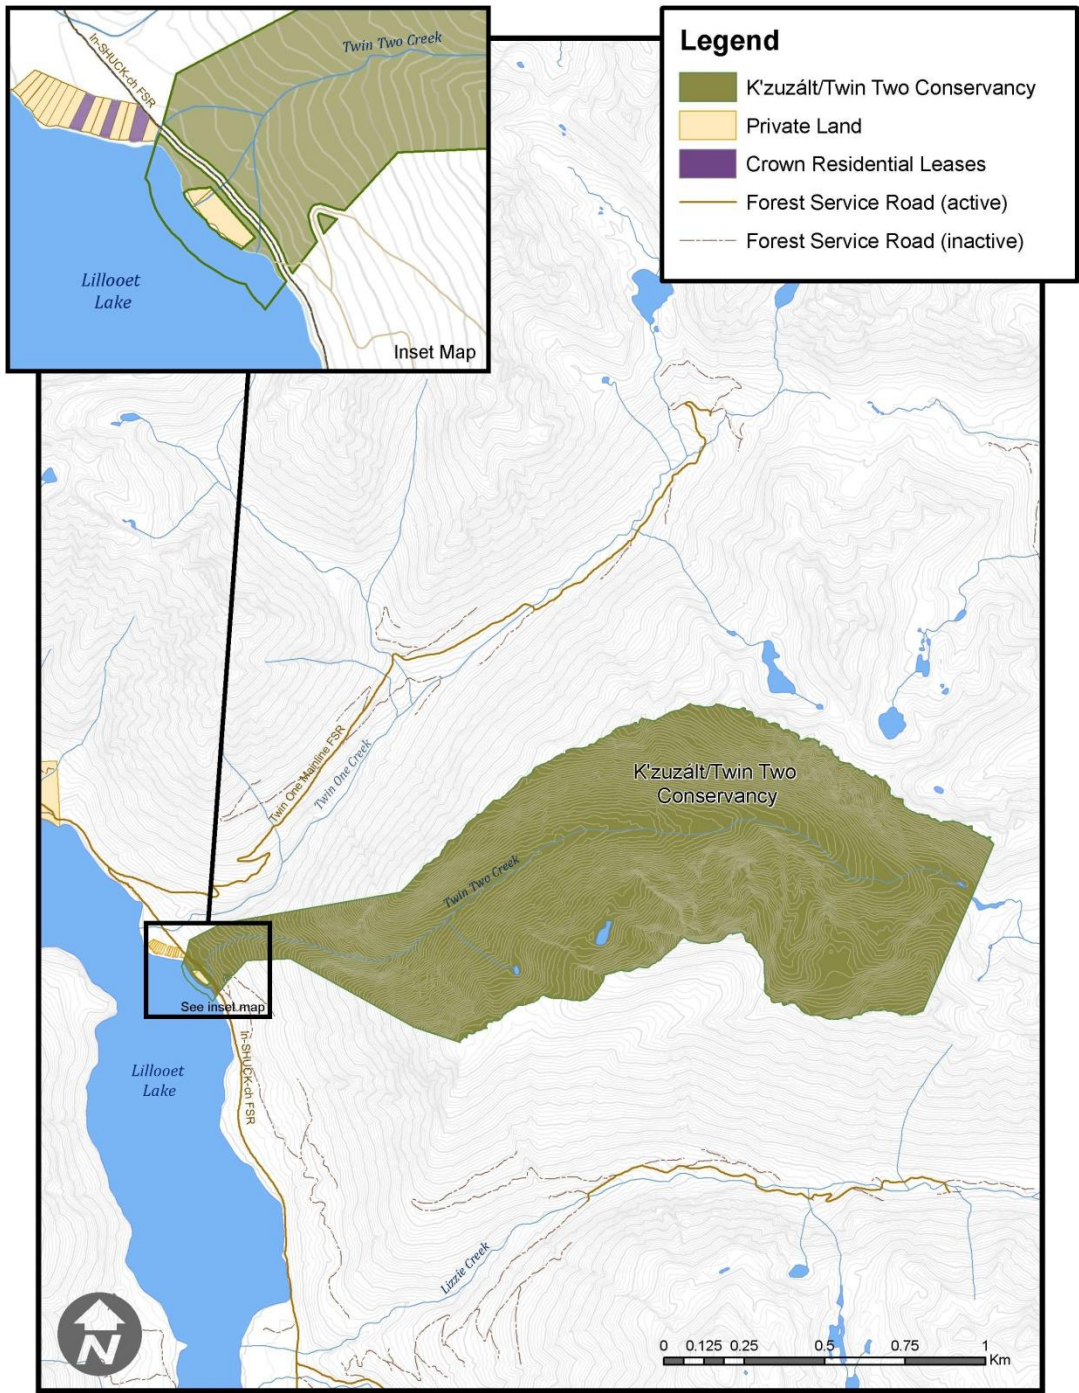 In-SHUCK-ch FSR
Twin Two Creek
Lillooet
Lake
Inset Map
Legend
K'zuzált/Twin Two Conservancy
Private Land
Crown Residential Leases
Forest Service Road (active)
Forest Service Road (inactive)
Twin One Mainline FSR
Twin One Creek
K'zuzált/Twin Two
Conservancy
Twin Two Creek
See inset map
In-SHUCK-ch FSR
Lillooet
Lake
Lizzie Creek
N
0 0.125 0.25 0.5 0.75 1
Km